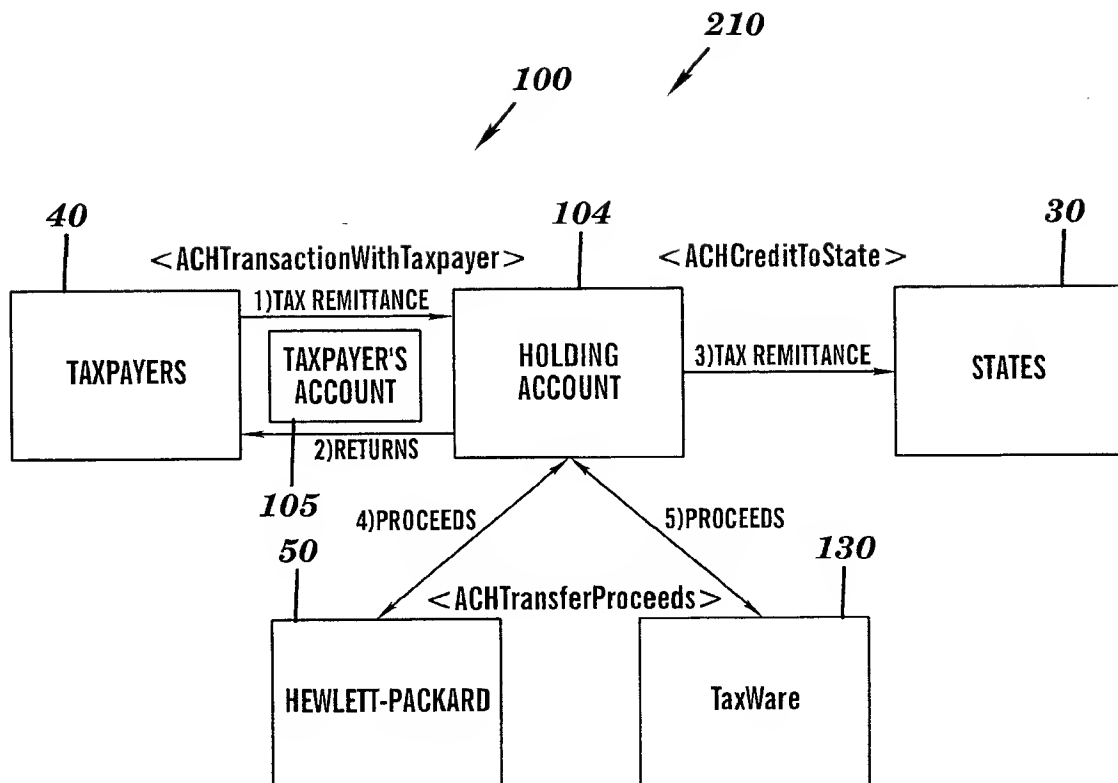 210
100
40
104
30
<ACHTransactionWithTaxpayer>
<ACHCreditToState>
1)TAX REMITTANCE
TAXPAYERS
TAXPAYER'S
ACCOUNT
HOLDING
ACCOUNT
3)TAX REMITTANCE
STATES
2)RETURNS
105
4)PROCEEDS
5)PROCEEDS
50
130
<ACHTransferProceeds>
HEWLETT-PACKARD
TaxWare